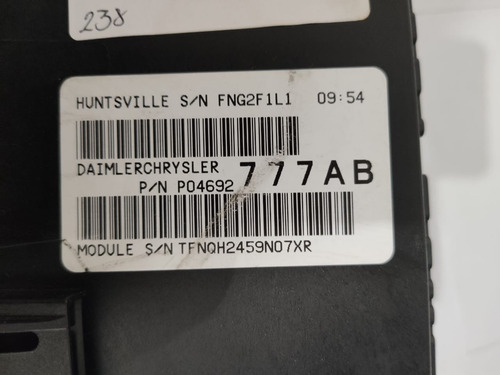 238
HUNTSVILLE S/N FNG2F1L1 09:54
DAIMLERCHRYSLER
P/N P04692 777AB
MODULE S/N TFNQH2459N07XR